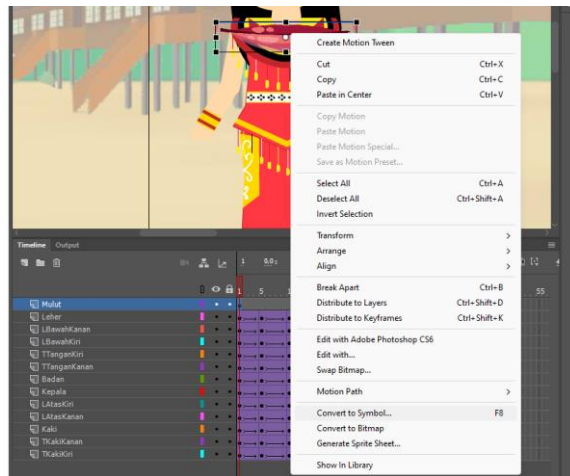 Create Motion Tween
Cut Ctrl+X
Copy Ctrl+C
Paste in Center Ctrl+V
Copy Motion
Paste Motion
Paste Motion Special...
Save as Motion Preset...
Select All Ctrl+A
Deselect All Ctrl+Shift+A
Invert Selection
Transform
Arrange
Align
Break Apart Ctrl+B
Distribute to Layers Ctrl+Shift+D
Distribute to Keyframes Ctrl+Shift+K
Edit with Adobe Photoshop CS6
Edit with...
Swap Bitmap...
Motion Path
Convert to Symbol... F8
Convert to Bitmap
Generate Sprite Sheet...
Show In Library
Timeline Output
1
1 5 55
Mulut
Leher
LBawahKanan
LBawahKiri
TTanganKiri
TTanganKanan
Badan
Kepala
LAtasKiri
LAtasKanan
Kaki
TKakiKanan
TKakiKiri